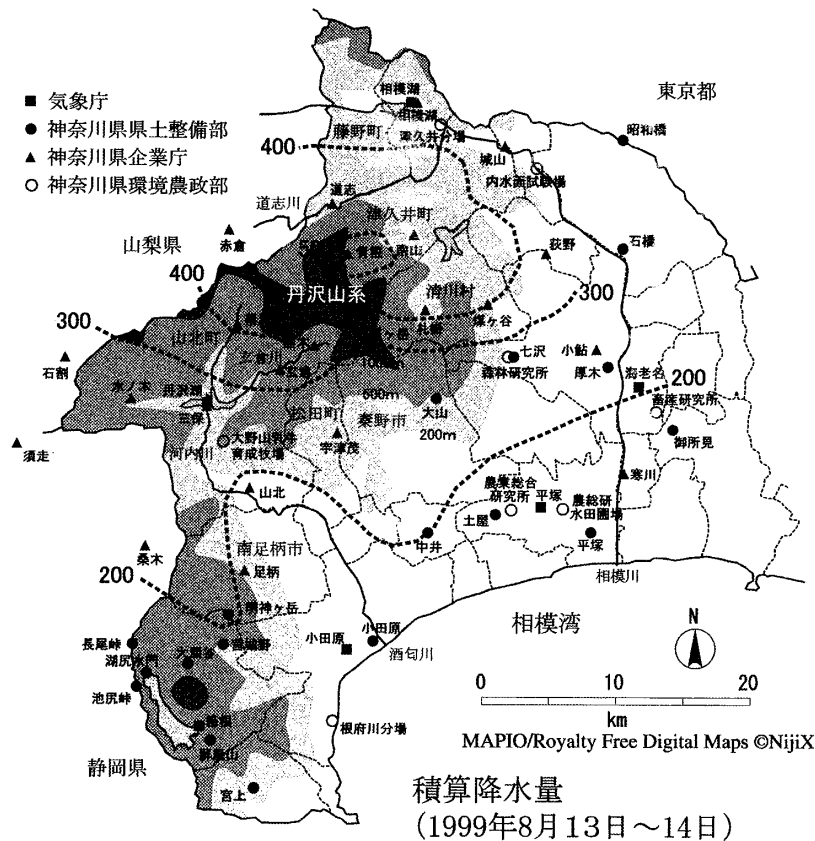 ■ 気象庁
● 神奈川県県土整備部
▲ 神奈川県企業庁
○ 神奈川県環境農政部
東京都
相模湖
相模湖
津久井分場
藤野町
昭和橋
400
城山
内水面試験場
道志
道志川
津久井町
山梨県
赤倉
石橋
荻野
青根
400
丹沢山系
清川村
300
煤ヶ谷
300
山北町
七沢
小鮎
森林研究所
厚木
石割
玄倉川
海老名
200
水ノ木
丹沢湖
600m
畜産研究所
松田町
大山
秦野市
200m
御所見
須走
河内川
大野山乳牛
育成牧場
宇津茂
寒川
山北
農業総合
研究所
平塚
農総研
水田圃場
土屋
中井
平塚
桑木
南足柄市
足柄
相模川
200
明神ヶ岳
相模湾
N
長尾峠
小田原
小田原
酒匂川
湖尻水門
池尻峠
0 10 20
km
根府川分場
MAPIO/Royalty Free Digital Maps ©NijiX
静岡県
宮上
積算降水量
(1999年8月13日～14日)